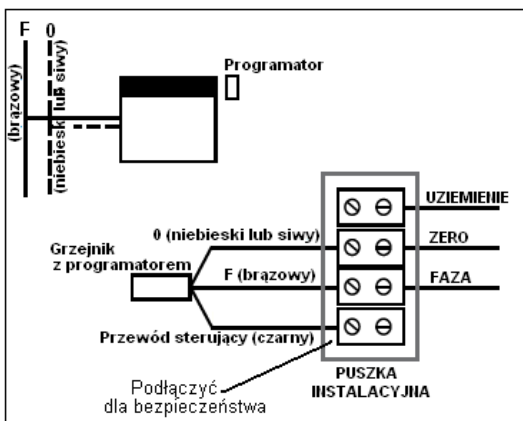 F 0
(brązowy)
(niebieski lub siwy)
Programator
UZIEMIENIE
0 (niebieski lub siwy)
ZERO
Grzejnik
z programatorem
F (brązowy)
FAZA
Przewód sterujący (czarny)
Podłączyć
dla bezpieczeństwa
PUSZKA
INSTALACYJNA